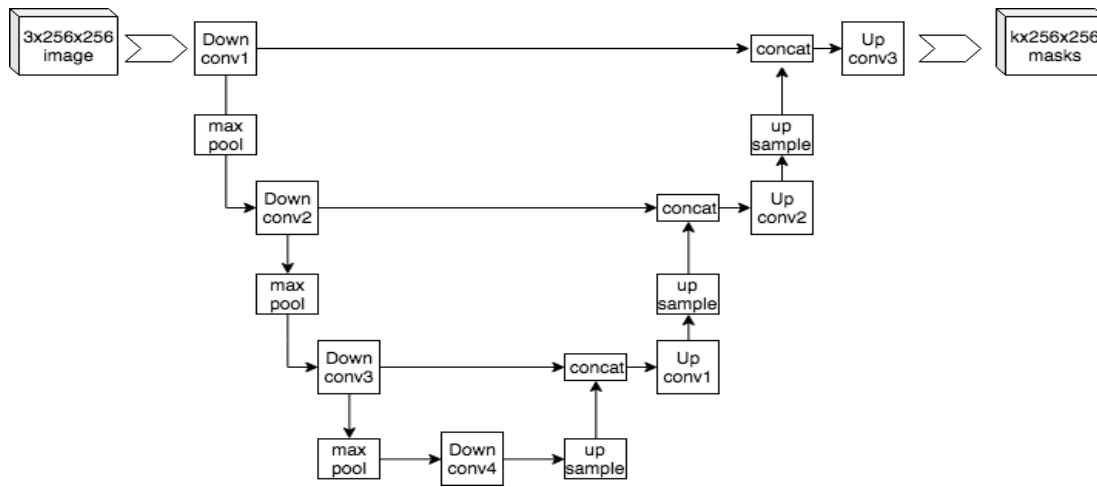 3x256x256
image
Down
conv1
concat
Up
conv3
kx256x256
masks
max
pool
up
sample
Down
conv2
concat
Up
conv2
max
pool
up
sample
Down
conv3
concat
Up
conv1
max
pool
Down
conv4
up
sample